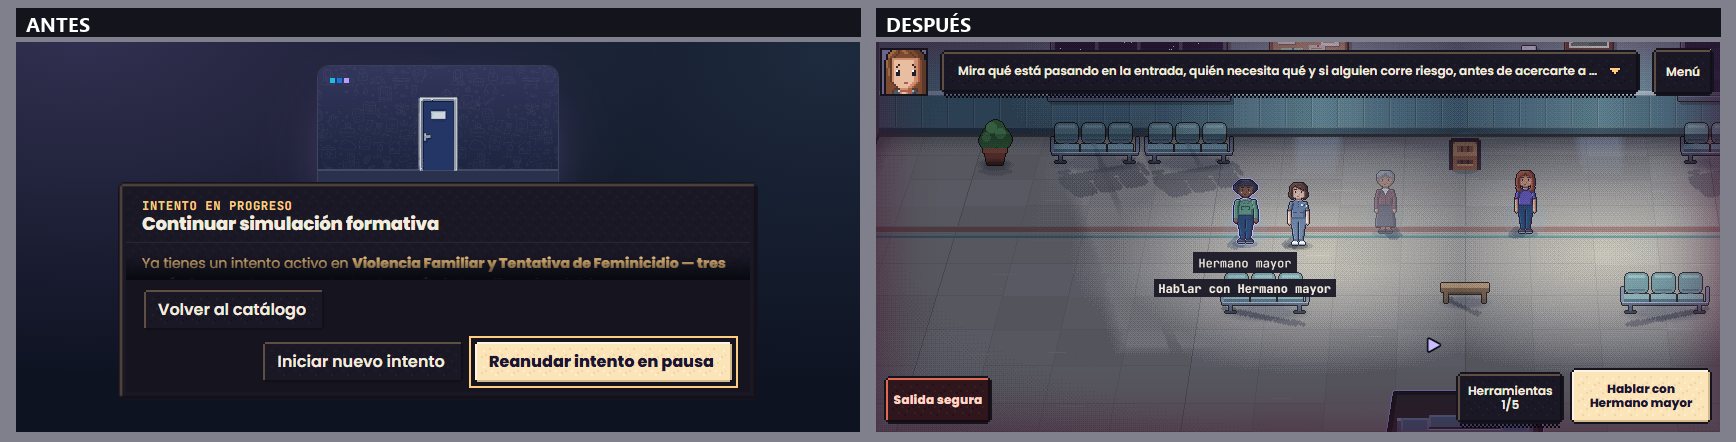 ANTES
INTENTO EN PROGRESO
Continuar simulación formativa
Ya tienes un intento activo en Violencia Familiar y Tentativa de Feminicidio — tres
Volver al catálogo
Iniciar nuevo intento
Reanudar intento en pausa
DESPUÉS
Mira qué está pasando en la entrada, quién necesita qué y si alguien corre riesgo, antes de acercarte a ...
Menú
Hermano mayor
Hablar con Hermano mayor
Salida segura
Herramientas
1/5
Hablar con
Hermano mayor